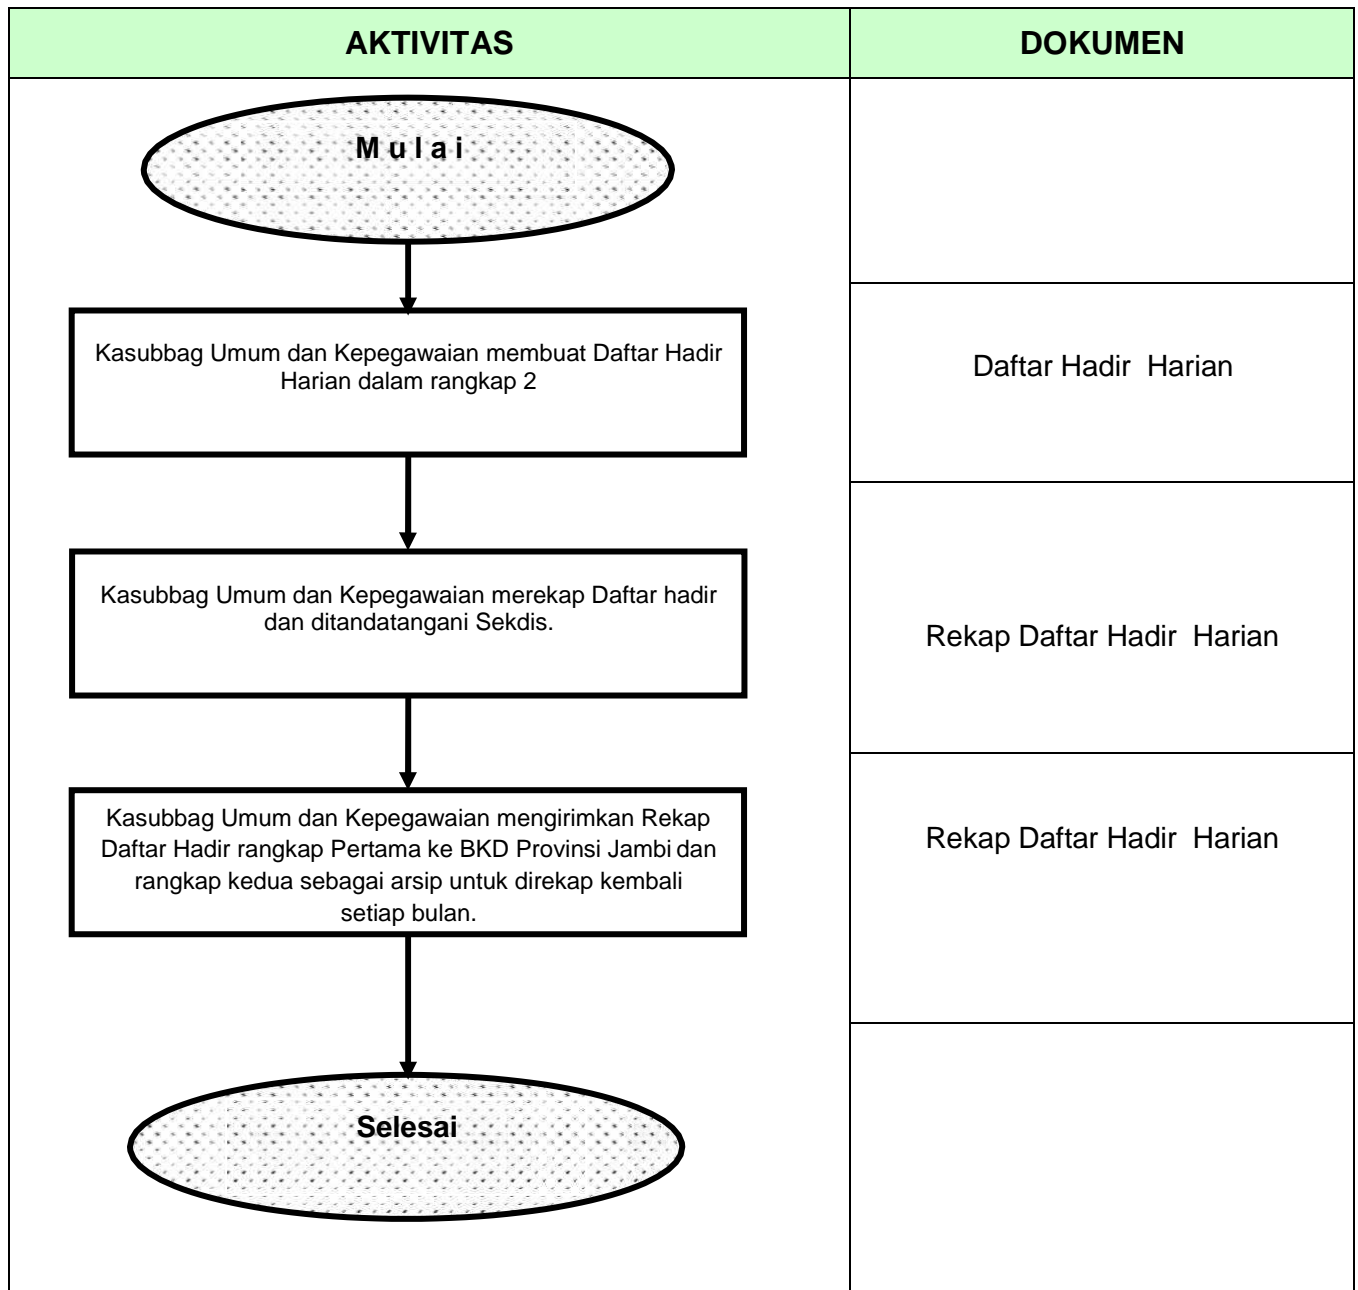 AKTIVITAS
DOKUMEN
M u l a i
Kasubbag Umum dan Kepegawaian membuat Daftar Hadir
Harian dalam rangkap 2
Daftar Hadir  Harian
Kasubbag Umum dan Kepegawaian merekap Daftar hadir
dan ditandatangani Sekdis.
Rekap Daftar Hadir  Harian
Kasubbag Umum dan Kepegawaian mengirimkan Rekap
Daftar Hadir rangkap Pertama ke BKD Provinsi Jambi dan
rangkap kedua sebagai arsip untuk direkap kembali
setiap bulan.
Rekap Daftar Hadir  Harian
Selesai